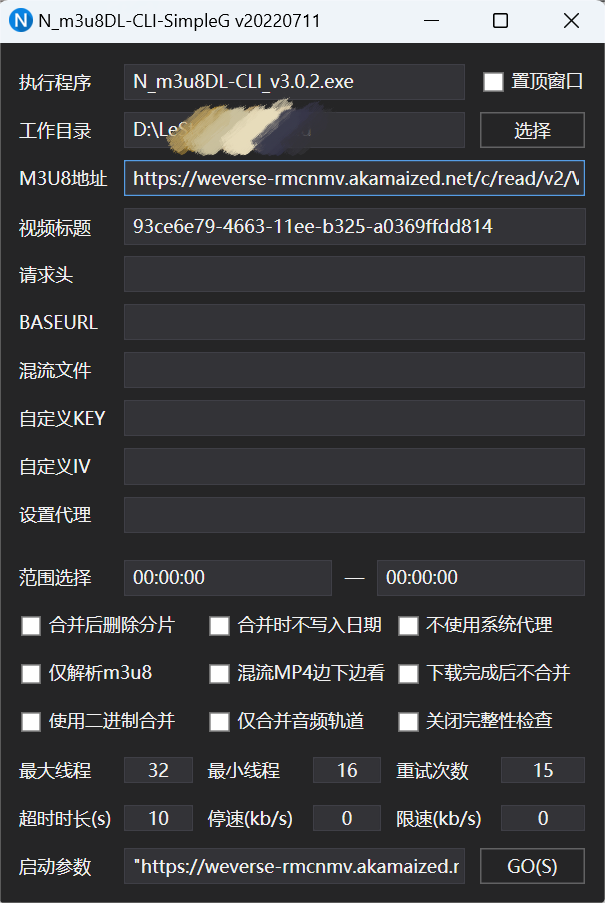 N_m3u8DL-CLI-SimpleG v20220711
执行程序 N_m3u8DL-CLI_v3.0.2.exe 置顶窗口
工作目录 选择
M3U8地址 https://weverse-rmcnmv.akamaized.net/c/read/v2/
视频标题 93ce6e79-4663-11ee-b325-a0369ffdd814
请求头
BASEURL
混流文件
自定义KEY
自定义IV
设置代理
范围选择 00:00:00 — 00:00:00
合并后删除分片 合并时不写入日期 不使用系统代理
仅解析m3u8 混流MP4边下边看 下载完成后不合并
使用二进制合并 仅合并音频轨道 关闭完整性检查
最大线程 32 最小线程 16 重试次数 15
超时时长(s) 10 停速(kb/s) 0 限速(kb/s) 0
启动参数 "https://weverse-rmcnmv.akamaized. GO(S)